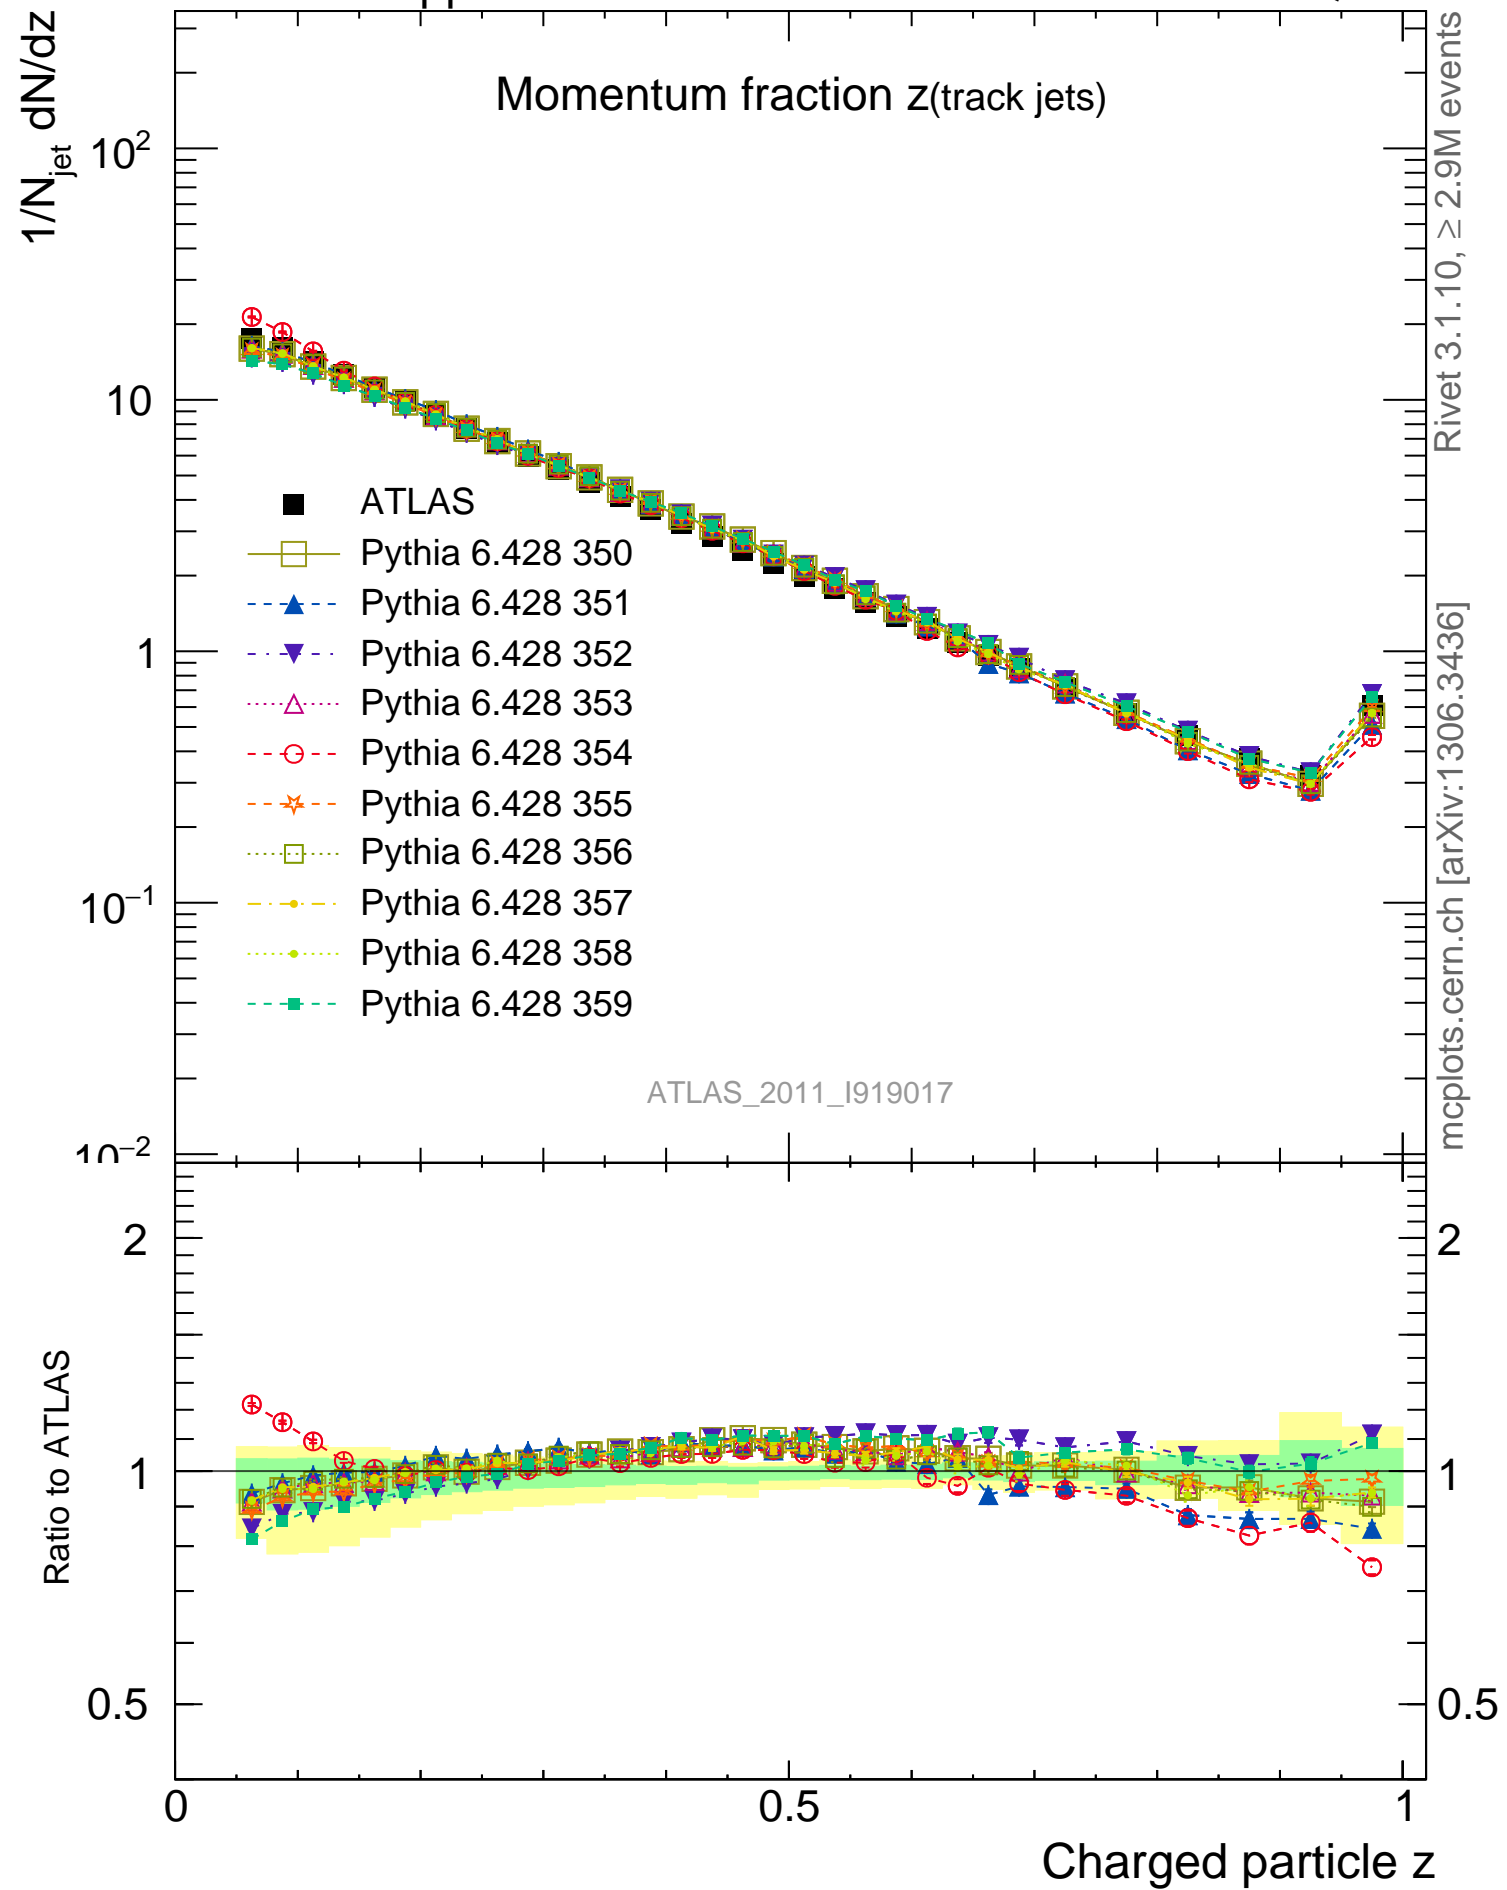 pp
1/N_jet dN/dz
Momentum fraction z(track jets)
10²
10
1
10⁻¹
10⁻²
ATLAS
Pythia 6.428 350
Pythia 6.428 351
Pythia 6.428 352
Pythia 6.428 353
Pythia 6.428 354
Pythia 6.428 355
Pythia 6.428 356
Pythia 6.428 357
Pythia 6.428 358
Pythia 6.428 359
ATLAS_2011_I919017
Rivet 3.1.10, ≥ 2.9M events
mcplots.cern.ch [arXiv:1306.3436]
Ratio to ATLAS
2
1
0.5
2
1
0.5
0
0.5
1
Charged particle z